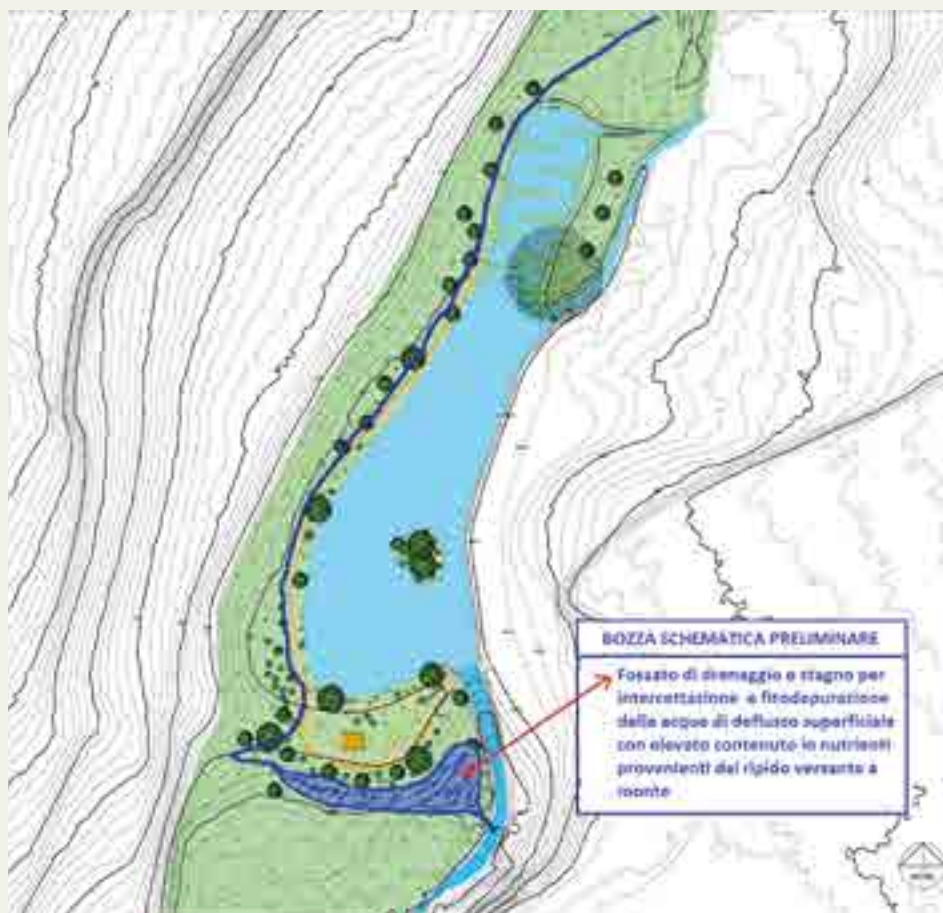 BOZZA SCHEMATICA PRELIMINARE
Fossato di drenaggio e stagno per
intercettazione e fitodepurazione
delle acque di deflusso superficiale
con elevato contenuto in nutrienti
provenienti dal ripido versante a
monte